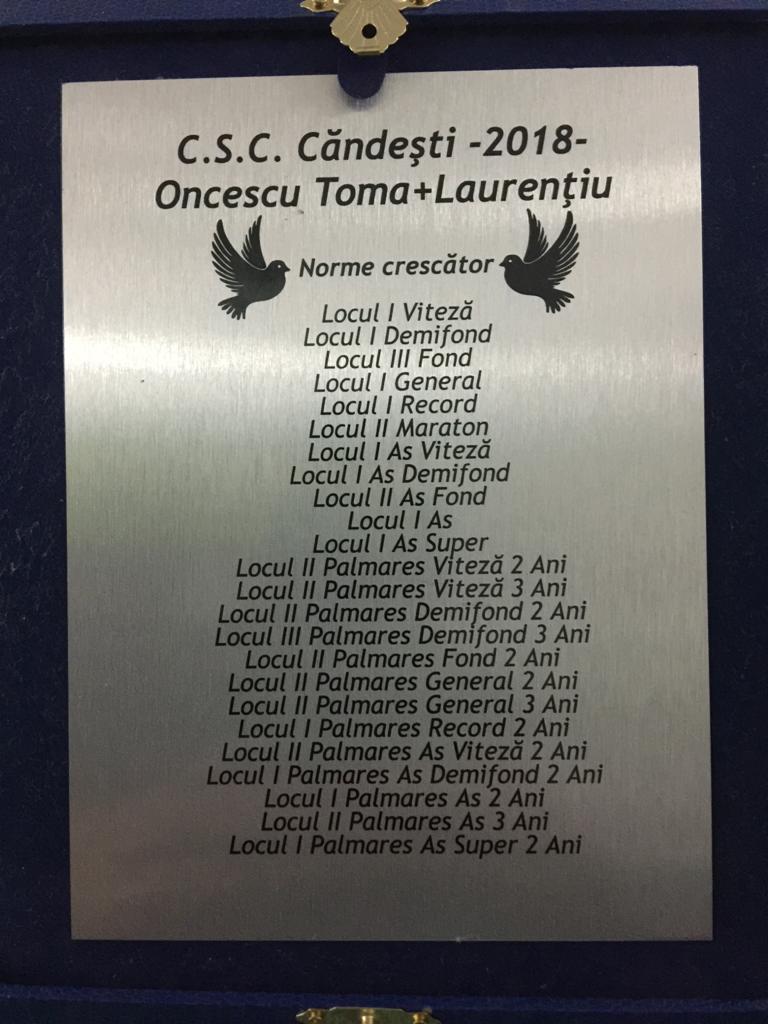 C.S.C. Căndeşti -2018-
Oncescu Toma+Laurenţiu
Norme crescător
Locul I Viteză
Locul I Demifond
Locul III Fond
Locul I General
Locul I Record
Locul II Maraton
Locul I As Viteză
Locul I As Demifond
Locul II As Fond
Locul I As
Locul I As Super
Locul II Palmares Viteză 2 Ani
Locul II Palmares Viteză 3 Ani
Locul II Palmares Demifond 2 Ani
Locul III Palmares Demifond 3 Ani
Locul II Palmares Fond 2 Ani
Locul II Palmares General 2 Ani
Locul II Palmares General 3 Ani
Locul I Palmares Record 2 Ani
Locul II Palmares As Viteză 2 Ani
Locul I Palmares As Demifond 2 Ani
Locul I Palmares As 2 Ani
Locul II Palmares As 3 Ani
Locul I Palmares As Super 2 Ani